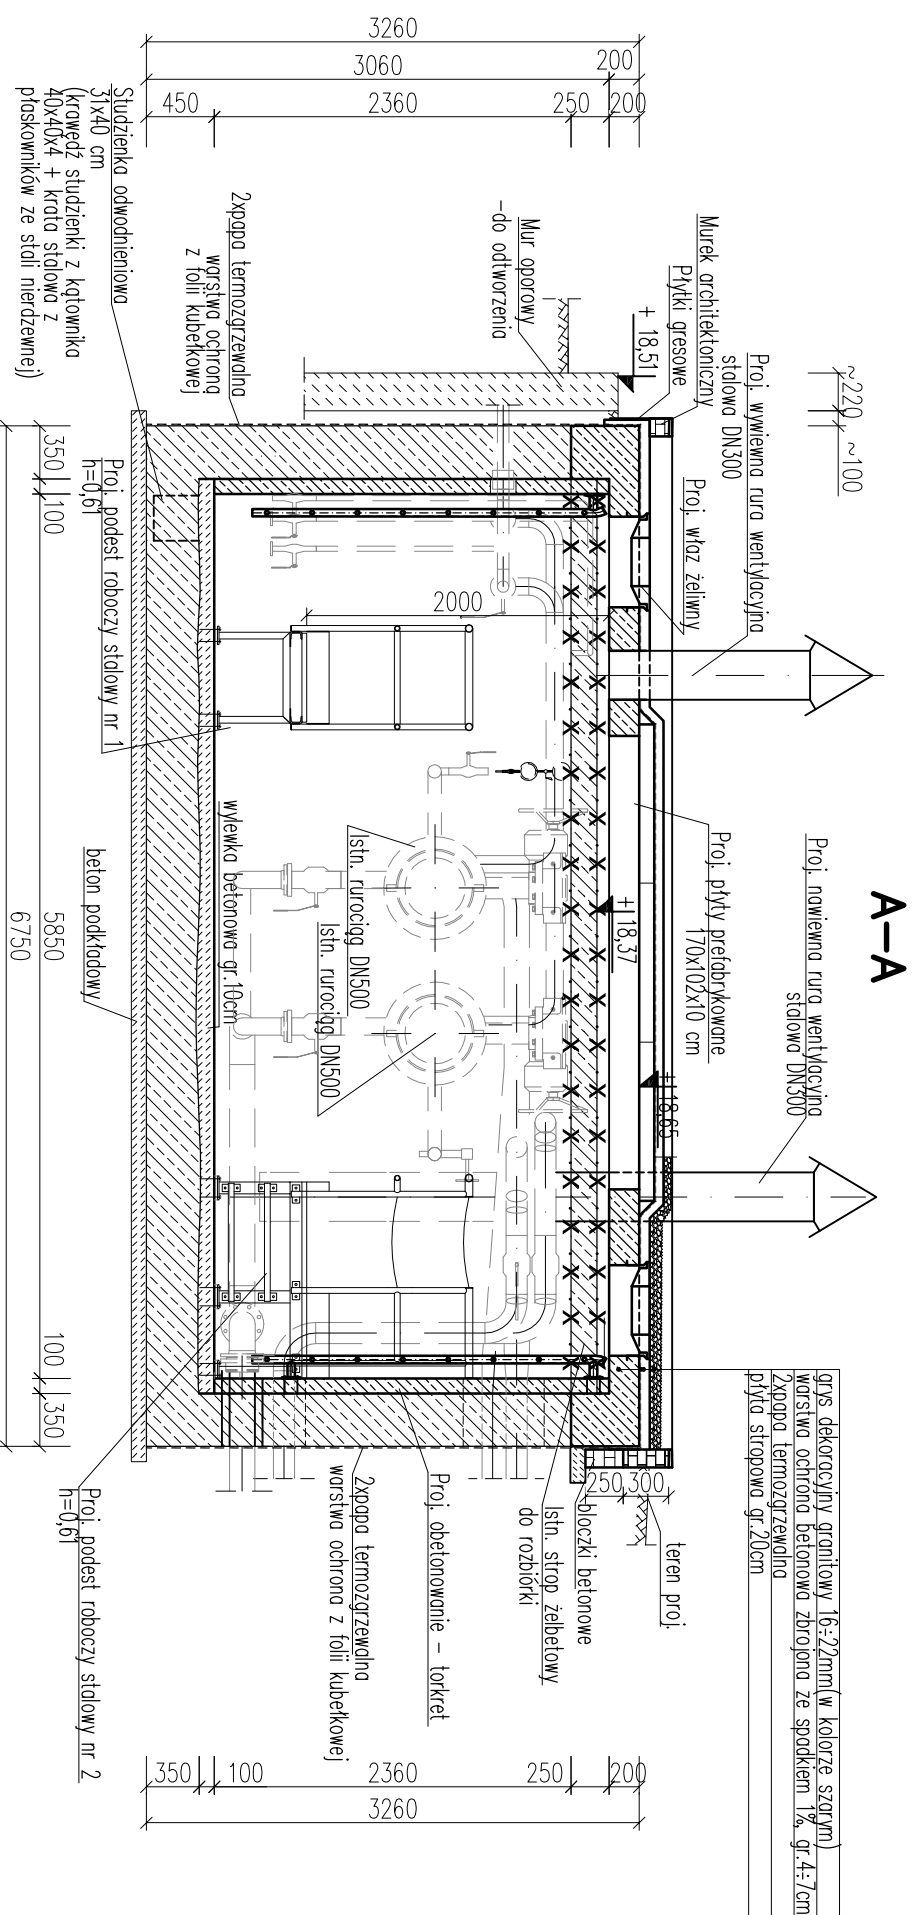 A-A
Proj. nawiewna rura wentylacyjna
stalowa DN300
Proj. wywiewna rura wentylacyjna
stalowa DN300
Murek architektoniczny
Płytki gresowe
Proj. właz żeliwny
Proj. płyty prefabrykowane
170x102x10 cm
+ 18,51
+ 18,37
+ 18,65
~220
~100
Mur oporowy
-do odtworzenia
2xpapa termozgrzewalna
warstwa ochroną
z folii kubełkowej
Studzienka odwodnieniowa
31x40 cm
(krawędź studzienki z kątownika
40x40x4 + krata stalowa z
płaskowników ze stali nierdzewnej)
3260
3060
200
450
2360
250
200
2000
Istn. rurociąg DN500
Istn. rurociąg DN500
wylewka betonowa gr.10cm
Proj. podest roboczy stalowy nr 1
h=0,61
beton podkładowy
grys dekoracyjny granitowy 16÷22mm(w kolorze szarym)
warstwa ochrona betonowa zbrojona ze spadkiem 1%, gr.4÷7cm
2xpapa termozgrzewalna
płyta stropowa gr.20cm
teren proj.
250
300
bloczki betonowe
Istn. strop żelbetowy
do rozbiórki
Proj. obetonowanie - torkret
2xpapa termozgrzewalna
warstwa ochrona z folii kubełkowej
Proj. podest roboczy stalowy nr 2
h=0,61
350
100
2360
250
200
3260
350
100
5850
100
350
6750